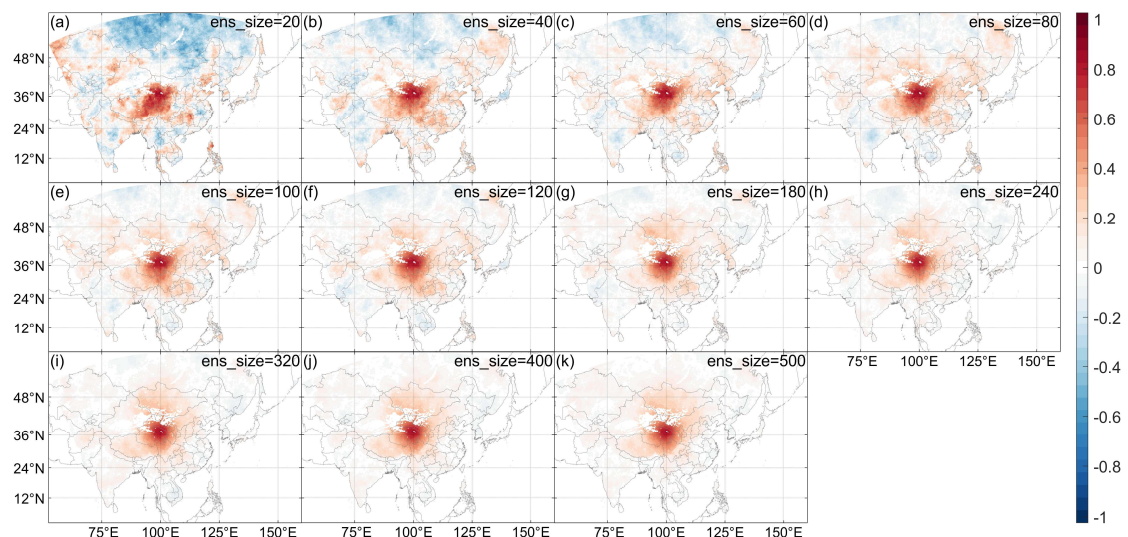 (a) ens_size=20
(b) ens_size=40
(c) ens_size=60
(d) ens_size=80
48°N
36°N
24°N
12°N
(e) ens_size=100
(f) ens_size=120
(g) ens_size=180
(h) ens_size=240
48°N
36°N
24°N
12°N
75°E 100°E 125°E 150°E
(i) ens_size=320
(j) ens_size=400
(k) ens_size=500
48°N
36°N
24°N
12°N
75°E 100°E 125°E 150°E
75°E 100°E 125°E 150°E
75°E 100°E 125°E 150°E
1
0.8
0.6
0.4
0.2
0
-0.2
-0.4
-0.6
-0.8
-1